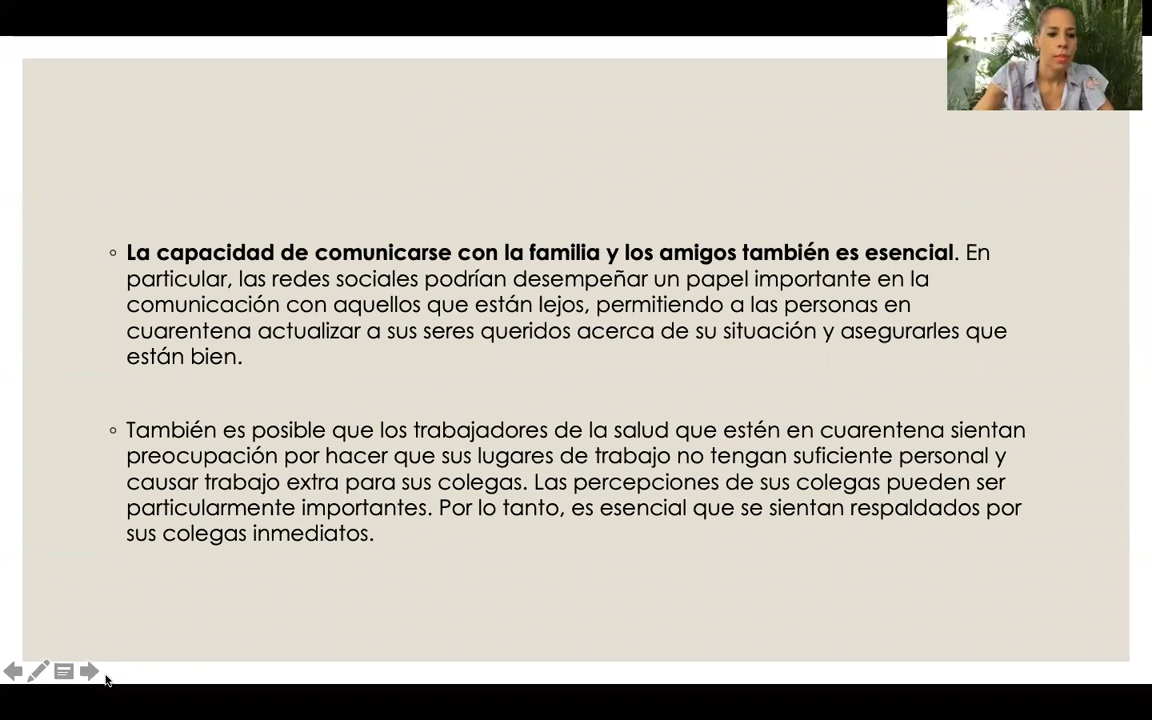 ◦ La capacidad de comunicarse con la familia y los amigos también es esencial. En
particular, las redes sociales podrían desempeñar un papel importante en la
comunicación con aquellos que están lejos, permitiendo a las personas en
cuarentena actualizar a sus seres queridos acerca de su situación y asegurarles que
están bien.
◦ También es posible que los trabajadores de la salud que estén en cuarentena sientan
preocupación por hacer que sus lugares de trabajo no tengan suficiente personal y
causar trabajo extra para sus colegas. Las percepciones de sus colegas pueden ser
particularmente importantes. Por lo tanto, es esencial que se sientan respaldados por
sus colegas inmediatos.